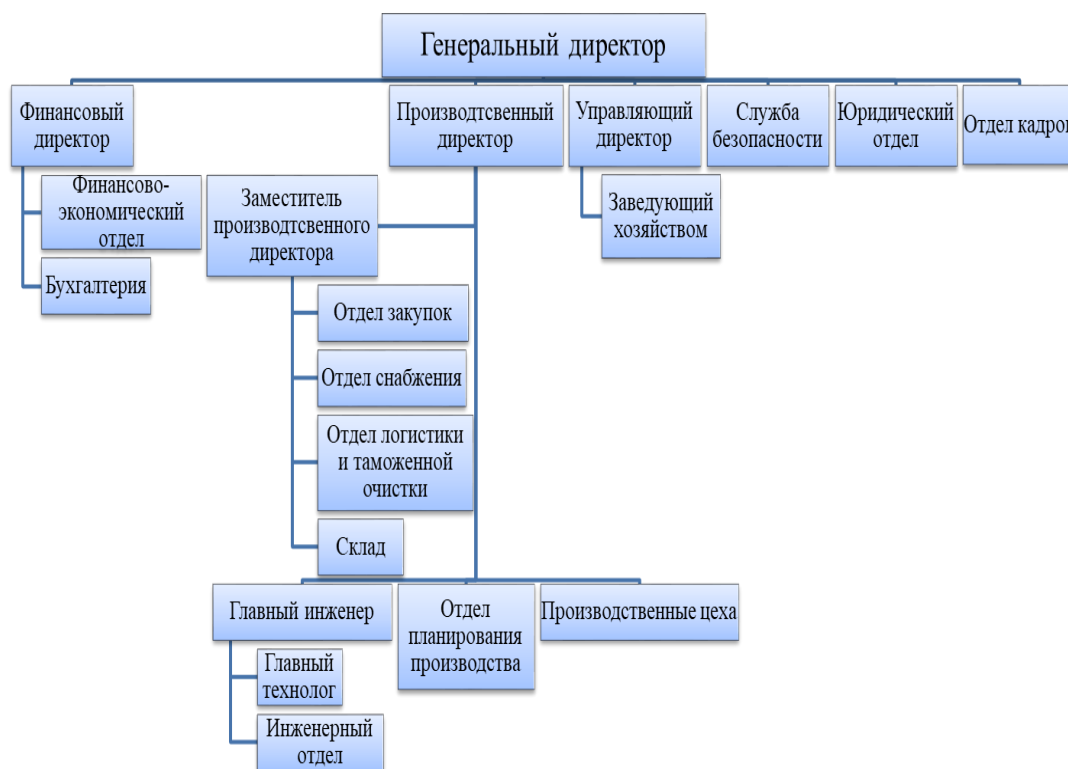 Генеральный директор
Финансовый
директор
Производтсвенный
директор
Управляющий
директор
Служба
безопасности
Юридический
отдел
Отдел кадров
Финансово-
экономический
отдел
Бухгалтерия
Заместитель
производтсвенного
директора
Заведующий
хозяйством
Отдел закупок
Отдел снабжения
Отдел логистики
и таможенной
очистки
Склад
Главный инженер
Отдел
планирования
производства
Производственные цеха
Главный
технолог
Инженерный
отдел